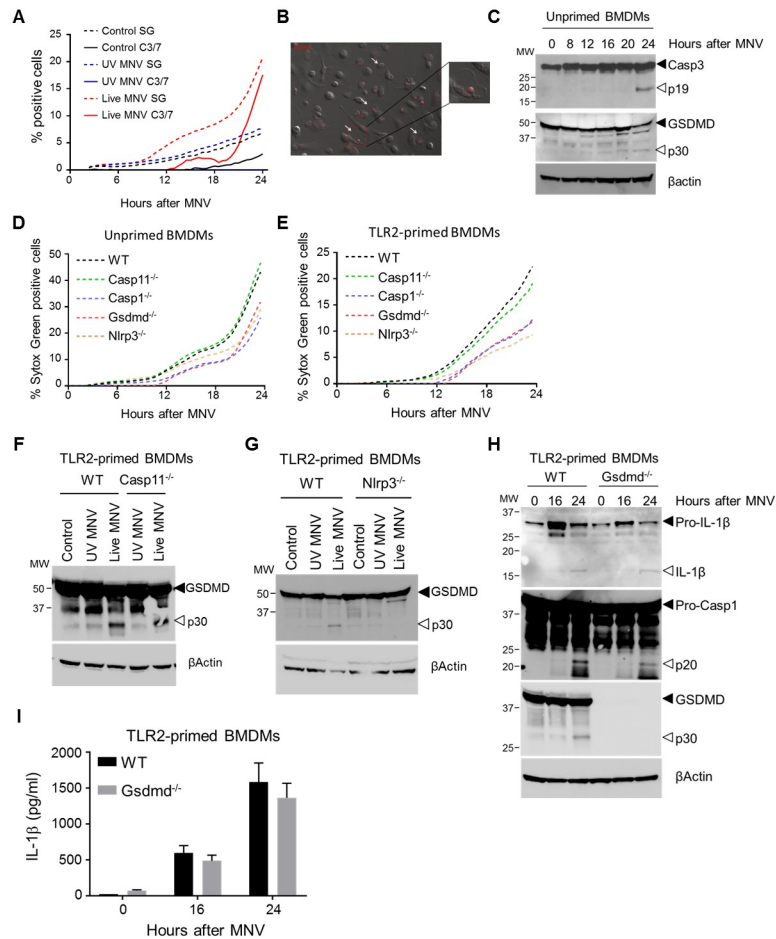 A
% positive cells
25
20
15
10
5
0
Control SG
Control C3/7
UV MNV SG
UV MNV C3/7
Live MNV SG
Live MNV C3/7
0 6 12 18 24
Hours after MNV
B
C
Unprimed BMDMs
MW 0 8 12 16 20 24 Hours after MNV
Casp3
25
20
15
p19
50
37
GSDMD
p30
βactin
D
Unprimed BMDMs
% Sytox Green positive cells
50
40
30
20
10
0
WT
Casp11-/-
Casp1-/-
Gsdmd-/-
Nlrp3-/-
0 6 12 18 24
Hours after MNV
E
TLR2-primed BMDMs
% Sytox Green positive cells
25
20
15
10
5
0
WT
Casp11-/-
Casp1-/-
Gsdmd-/-
Nlrp3-/-
0 6 12 18 24
Hours after MNV
F
TLR2-primed BMDMs
WT Casp11-/-
Control UV MNV Live MNV UV MNV Live MNV
MW
50
37
GSDMD
p30
βActin
G
TLR2-primed BMDMs
WT Nlrp3-/-
Control UV MNV Live MNV Control UV MNV Live MNV
MW
50
37
GSDMD
p30
βActin
H
TLR2-primed BMDMs
WT Gsdmd-/-
MW 0 16 24 0 16 24 Hours after MNV
37
25
20
15
Pro-IL-1β
IL-1β
37
25
20
Pro-Casp1
p20
37
25
GSDMD
p30
βActin
I
TLR2-primed BMDMs
IL-1β (pg/ml)
2000
1500
1000
500
0
WT
Gsdmd-/-
0 16 24
Hours after MNV